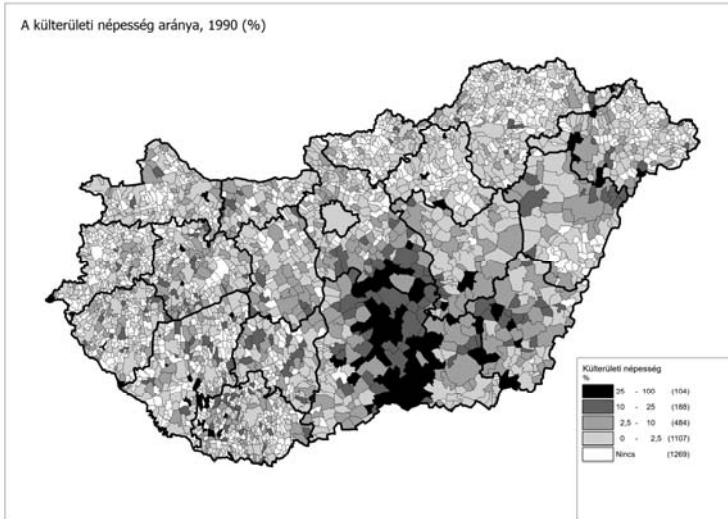 A külterületi népesség aránya, 1990 (%)
Külterületi népesség
%
25 - 100 (104)
10 - 25 (188)
2,5 - 10 (484)
0 - 2,5 (1107)
Nincs (1269)